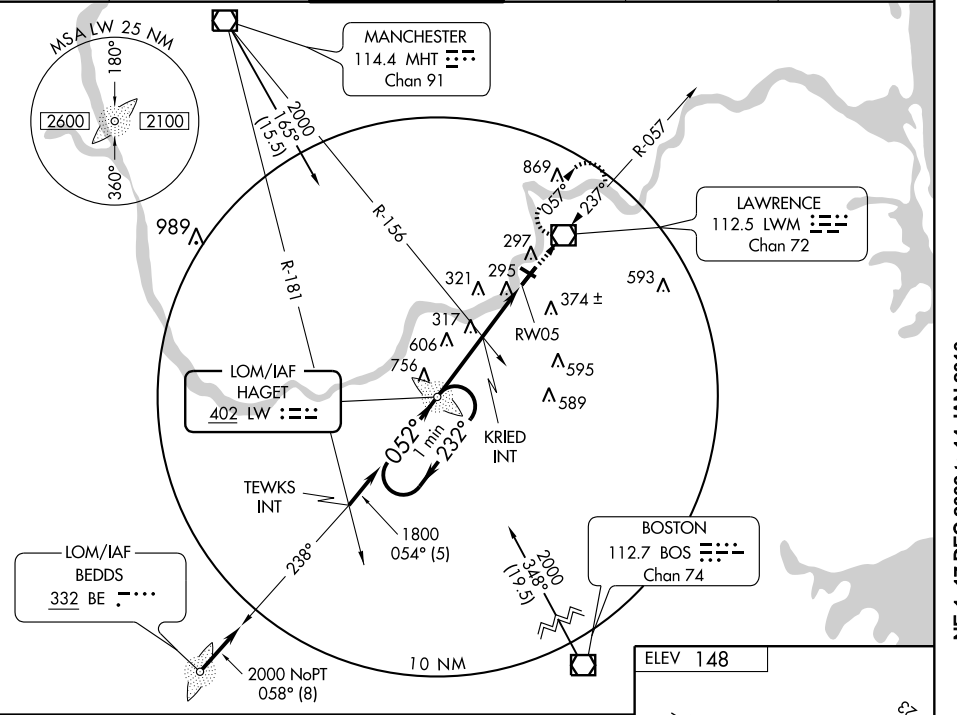 MSA LW 25 NM
180°
2600
2100
360°
MANCHESTER
114.4 MHT
Chan 91
2000
165°
(15.5)
R-156
R-181
989
869
057°
237°
R-057
LAWRENCE
112.5 LWM
Chan 72
297
295
321
374 ±
593
RW05
317
606
756
595
589
LOM/IAF
HAGET
402 LW
KRIED
INT
052°
1 min
232°
TEWKS
INT
1800
054° (5)
238°
LOM/IAF
BEDDS
332 BE
2000 NoPT
058° (8)
10 NM
2000
348°
(19.5)
BOSTON
112.7 BOS
Chan 74
ELEV 148
23